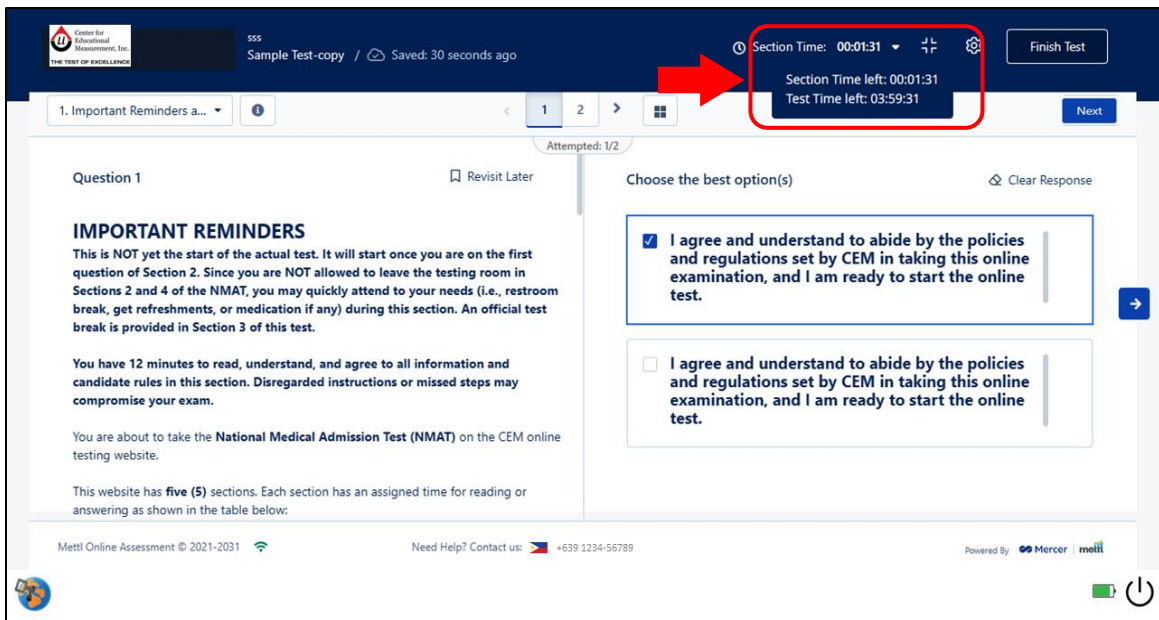 Center for
Educational
Measurement, Inc.
THE TEST OF EXCELLENCE
sss
Sample Test-copy / Saved: 30 seconds ago
Section Time: 00:01:31
Finish Test
Section Time left: 00:01:31
Test Time left: 03:59:31
1. Important Reminders a...
1 2
Next
Attempted: 1/2
Question 1
Revisit Later
IMPORTANT REMINDERS
This is NOT yet the start of the actual test. It will start once you are on the first
question of Section 2. Since you are NOT allowed to leave the testing room in
Sections 2 and 4 of the NMAT, you may quickly attend to your needs (i.e., restroom
break, get refreshments, or medication if any) during this section. An official test
break is provided in Section 3 of this test.
You have 12 minutes to read, understand, and agree to all information and
candidate rules in this section. Disregarded instructions or missed steps may
compromise your exam.
You are about to take the National Medical Admission Test (NMAT) on the CEM online
testing website.
This website has five (5) sections. Each section has an assigned time for reading or
answering as shown in the table below:
Choose the best option(s)
Clear Response
I agree and understand to abide by the policies
and regulations set by CEM in taking this online
examination, and I am ready to start the online
test.
I agree and understand to abide by the policies
and regulations set by CEM in taking this online
examination, and I am ready to start the online
test.
Mettl Online Assessment © 2021-2031
Need Help? Contact us: +639 1234-56789
Powered By Mercer | mettl